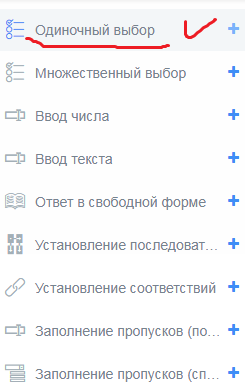 Одиночный выбор
Множественный выбор
Ввод числа
Ввод текста
Ответ в свободной форме
Установление последоват...
Установление соответствий
Заполнение пропусков (по...
Заполнение пропусков (сп...